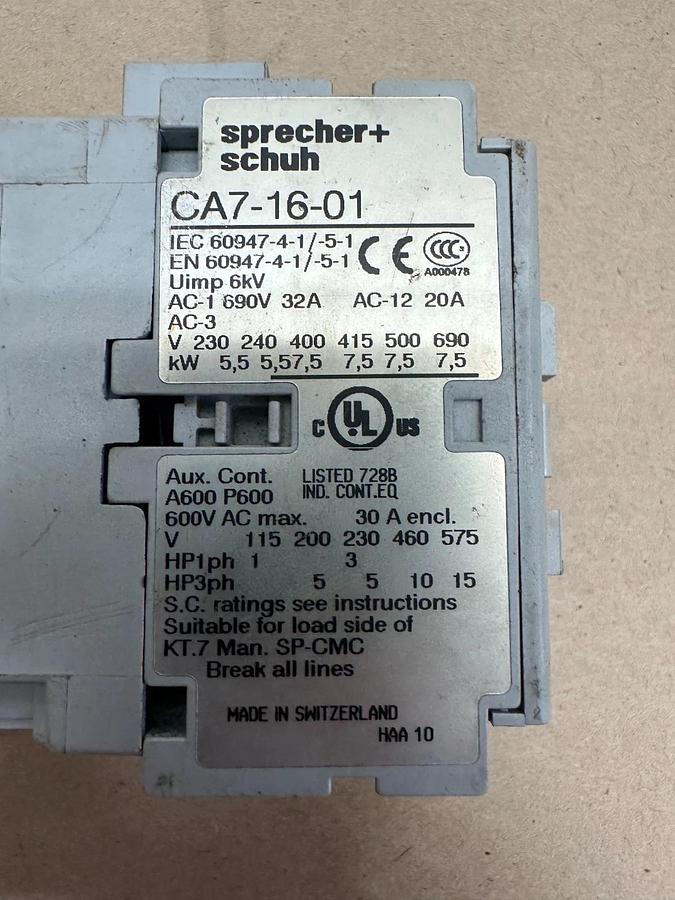 sprecher+
schuh
CA7-16-01
IEC 60947-4-1/-5-1
EN 60947-4-1/-5-1
CE
CCC
A000478
Uimp 6kV
AC-1 690V 32A AC-12 20A
AC-3
V 230 240 400 415 500 690
kW 5,5 5,57,5 7,5 7,5 7,5
C UL US
Aux. Cont. LISTED 728B
A600 P600 IND. CONT.EQ
600V AC max. 30 A encl.
V 115 200 230 460 575
HP1ph 1 3
HP3ph 5 5 10 15
S.C. ratings see instructions
Suitable for load side of
KT.7 Man. SP-CMC
Break all lines
MADE IN SWITZERLAND
HAA 10